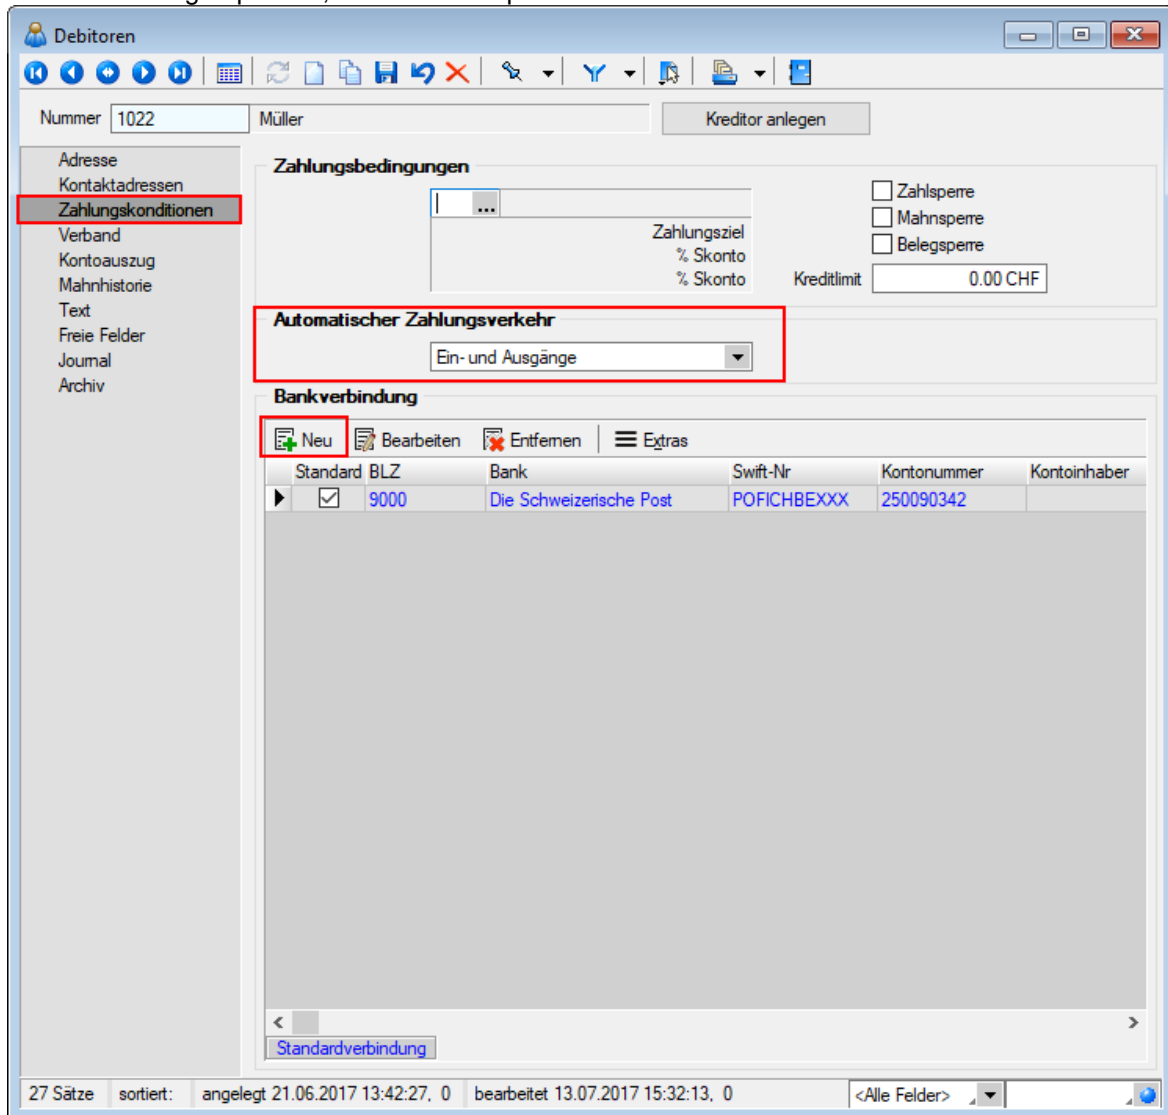 Debitoren
Nummer 1022 Müller Kreditor anlegen
Adresse
Kontaktadressen
Zahlungskonditionen
Verband
Kontoauszug
Mahnhistorie
Text
Freie Felder
Journal
Archiv
Zahlungsbedingungen
...
Zahlungsziel
% Skonto
% Skonto
Zahlsperre
Mahnsperre
Belegsperre
Kreditlimit 0.00 CHF
Automatischer Zahlungsverkehr
Ein- und Ausgänge
Bankverbindung
Neu Bearbeiten Entfernen Extras
Standard BLZ Bank Swift-Nr Kontonummer Kontoinhaber
9000 Die Schweizerische Post POFICHBEXXX 250090342
Standardverbindung
27 Sätze sortiert: angelegt 21.06.2017 13:42:27, 0 bearbeitet 13.07.2017 15:32:13, 0 <Alle Felder>